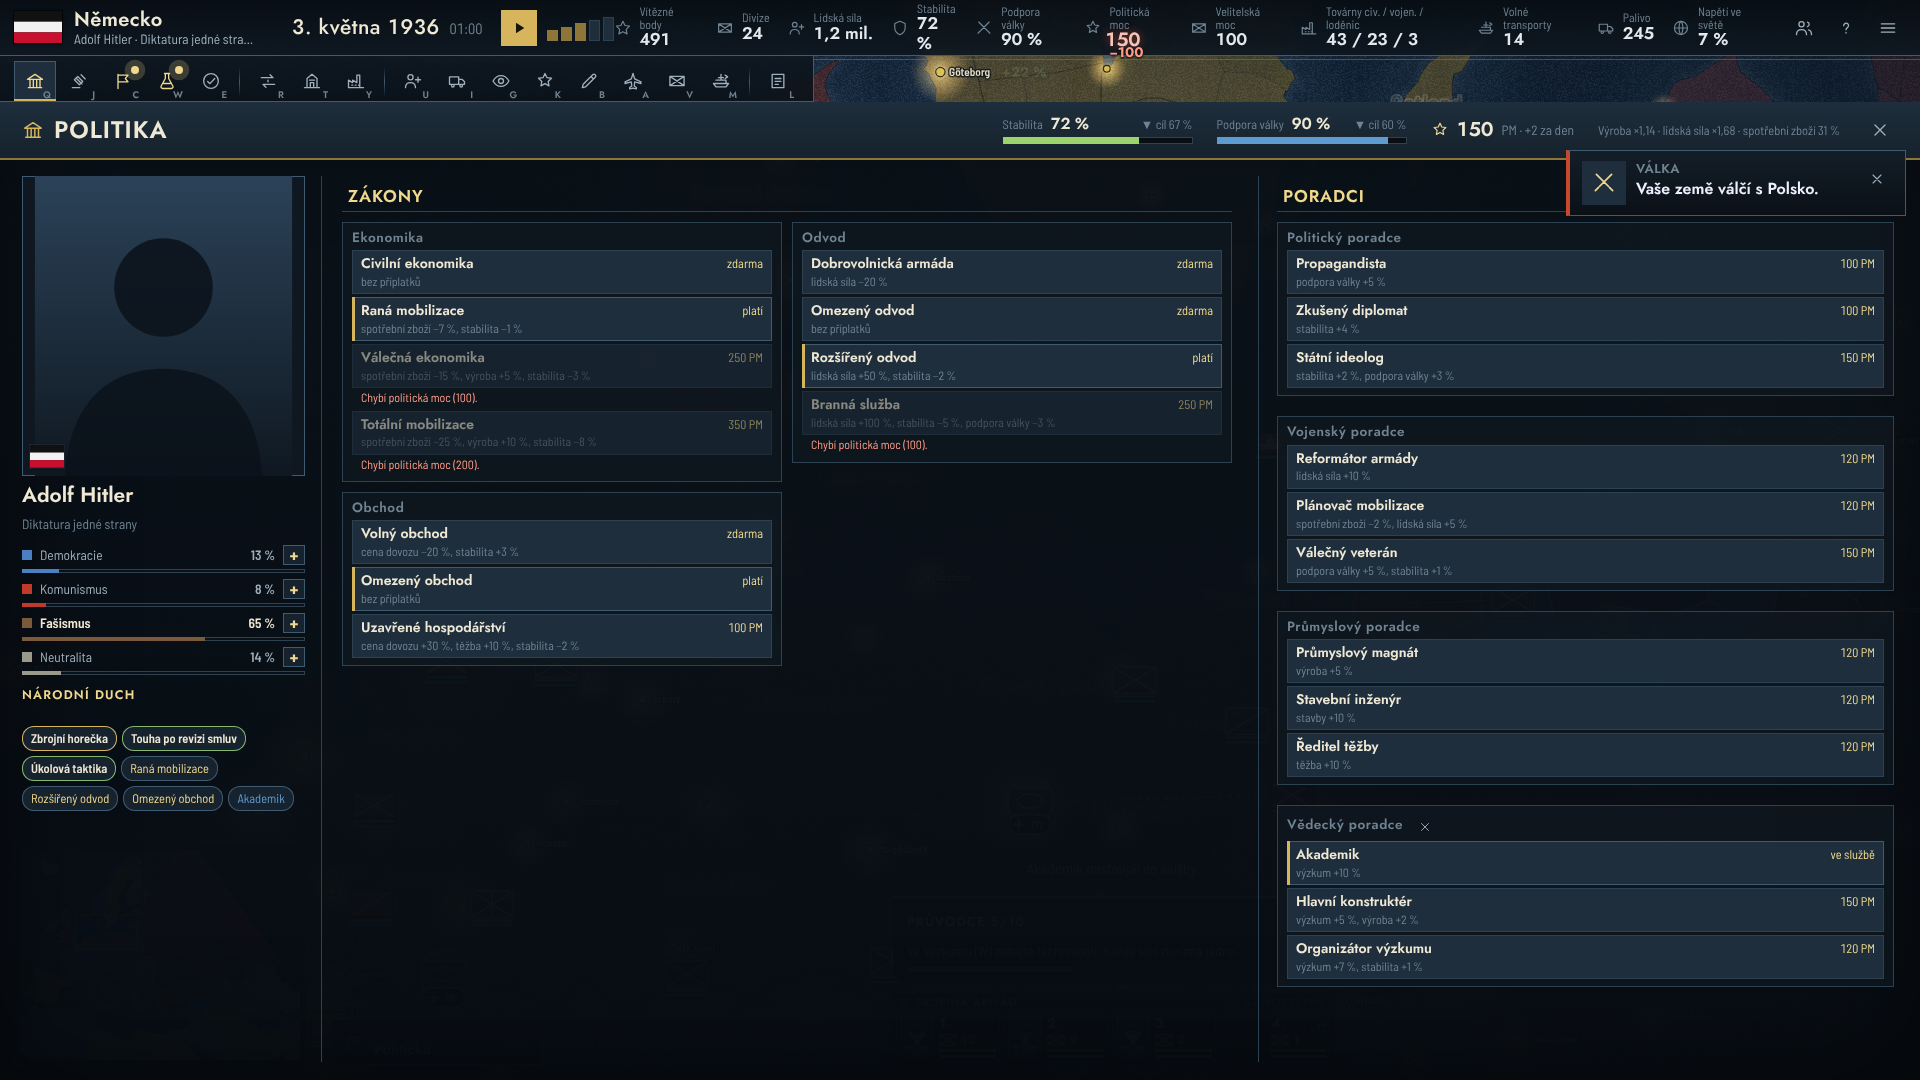 Německo
Adolf Hitler · Diktatura jedné stra...
3. května 1936 01:00
Vítězné body
491
Divize
24
Lidská síla
1,2 mil.
Stabilita
72 %
Podpora války
90 %
Politická moc
150
−100
Velitelská moc
100
Továrny civ. / vojen. / loděnic
43 / 23 / 3
Volné transporty
14
Palivo
245
Napětí ve světě
7 %
?
Q J C W E R T Y U I G K B A V M L
Göteborg
+22 %
POLITIKA
Stabilita 72 % ▼ cíl 67 %
Podpora války 90 % ▼ cíl 60 %
150 PM · +2 za den
Výroba ×1,14 · lidská síla ×1,68 · spotřební zboží 31 %
VÁLKA
Vaše země válčí s Polsko.
Adolf Hitler
Diktatura jedné strany
Demokracie 13 % +
Komunismus 8 % +
Fašismus 65 % +
Neutralita 14 % +
NÁRODNÍ DUCH
Zbrojní horečka
Touha po revizi smluv
Úkolová taktika
Raná mobilizace
Rozšířený odvod
Omezený obchod
Akademik
ZÁKONY
Ekonomika
Civilní ekonomika zdarma
bez příplatků
Raná mobilizace platí
spotřební zboží −7 %, stabilita −1 %
Válečná ekonomika 250 PM
spotřební zboží −15 %, výroba +5 %, stabilita −3 %
Chybí politická moc (100).
Totální mobilizace 350 PM
spotřební zboží −25 %, výroba +10 %, stabilita −8 %
Chybí politická moc (200).
Odvod
Dobrovolnická armáda zdarma
lidská síla −20 %
Omezený odvod zdarma
bez příplatků
Rozšířený odvod platí
lidská síla +50 %, stabilita −2 %
Branná služba 250 PM
lidská síla +100 %, stabilita −5 %, podpora války −3 %
Chybí politická moc (100).
Obchod
Volný obchod zdarma
cena dovozu −20 %, stabilita +3 %
Omezený obchod platí
bez příplatků
Uzavřené hospodářství 100 PM
cena dovozu +30 %, těžba +10 %, stabilita −2 %
PORADCI
Politický poradce
Propagandista 100 PM
podpora války +5 %
Zkušený diplomat 100 PM
stabilita +4 %
Státní ideolog 150 PM
stabilita +2 %, podpora války +3 %
Vojenský poradce
Reformátor armády 120 PM
lidská síla +10 %
Plánovač mobilizace 120 PM
spotřební zboží −2 %, lidská síla +5 %
Válečný veterán 150 PM
podpora války +5 %, stabilita +1 %
Průmyslový poradce
Průmyslový magnát 120 PM
výroba +5 %
Stavební inženýr 120 PM
stavby +10 %
Ředitel těžby 120 PM
těžba +10 %
Vědecký poradce
Akademik ve službě
výzkum +10 %
Hlavní konstruktér 150 PM
výzkum +5 %, výroba +2 %
Organizátor výzkumu 120 PM
výzkum +7 %, stabilita +1 %